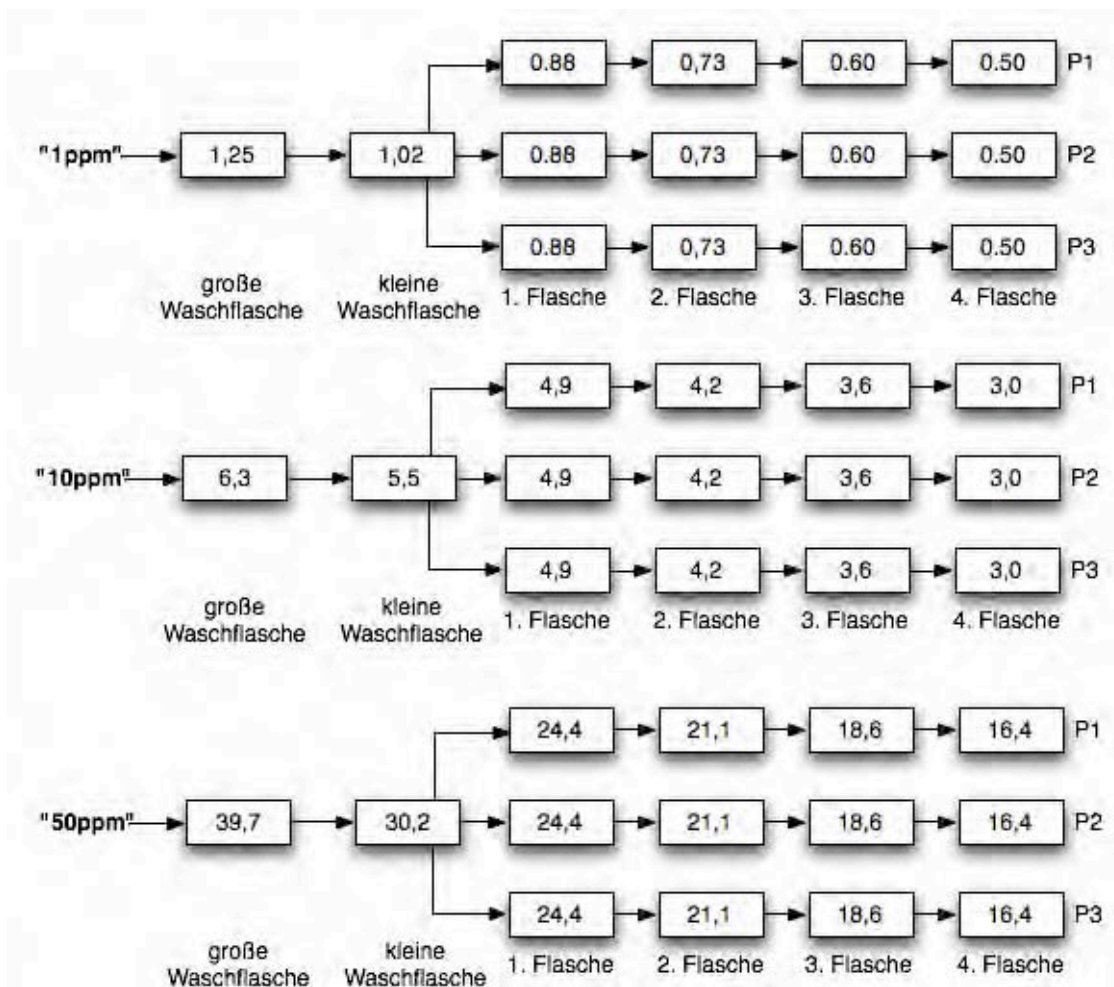 0.88 0,73 0.60 0.50 P1
"1ppm" 1,25 1,02 0.88 0,73 0.60 0.50 P2
0.88 0,73 0.60 0.50 P3
große Waschflasche
kleine Waschflasche
1. Flasche 2. Flasche 3. Flasche 4. Flasche
4,9 4,2 3,6 3,0 P1
"10ppm" 6,3 5,5 4,9 4,2 3,6 3,0 P2
4,9 4,2 3,6 3,0 P3
große Waschflasche
kleine Waschflasche
1. Flasche 2. Flasche 3. Flasche 4. Flasche
24,4 21,1 18,6 16,4 P1
"50ppm" 39,7 30,2 24,4 21,1 18,6 16,4 P2
24,4 21,1 18,6 16,4 P3
große Waschflasche
kleine Waschflasche
1. Flasche 2. Flasche 3. Flasche 4. Flasche